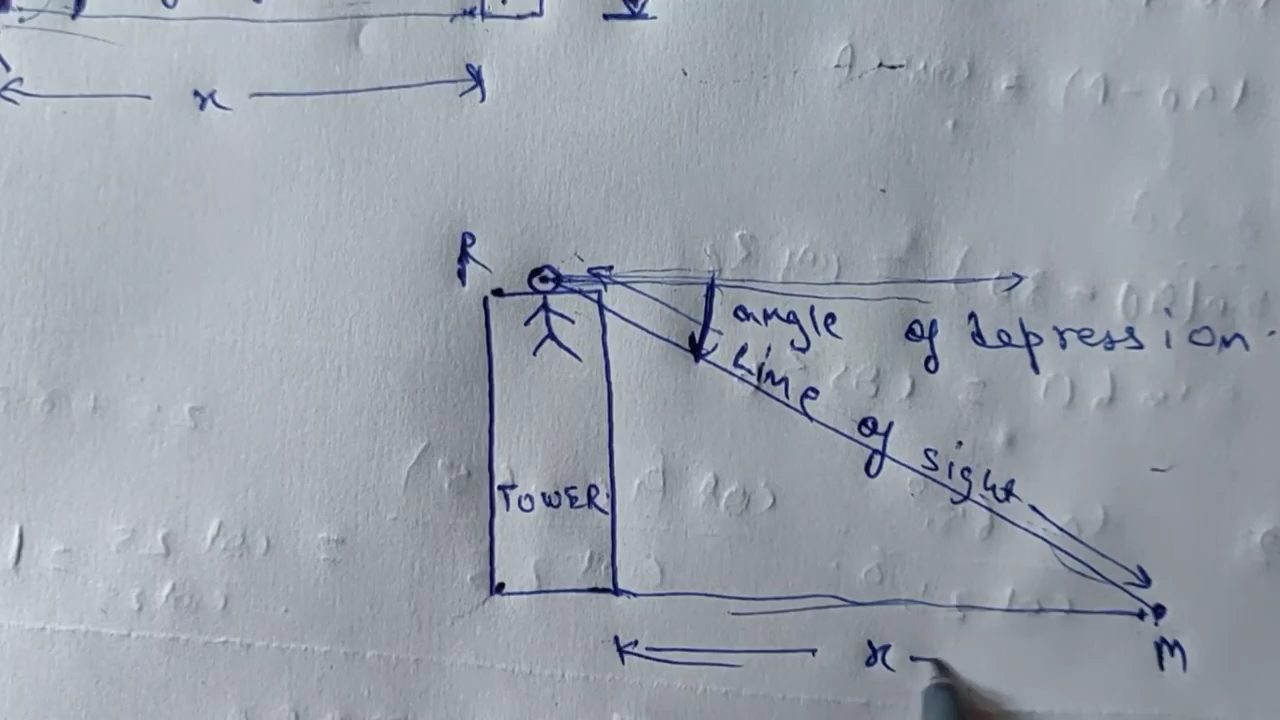 x
R
angle of depression.
Line of sight
TOWER
x
M